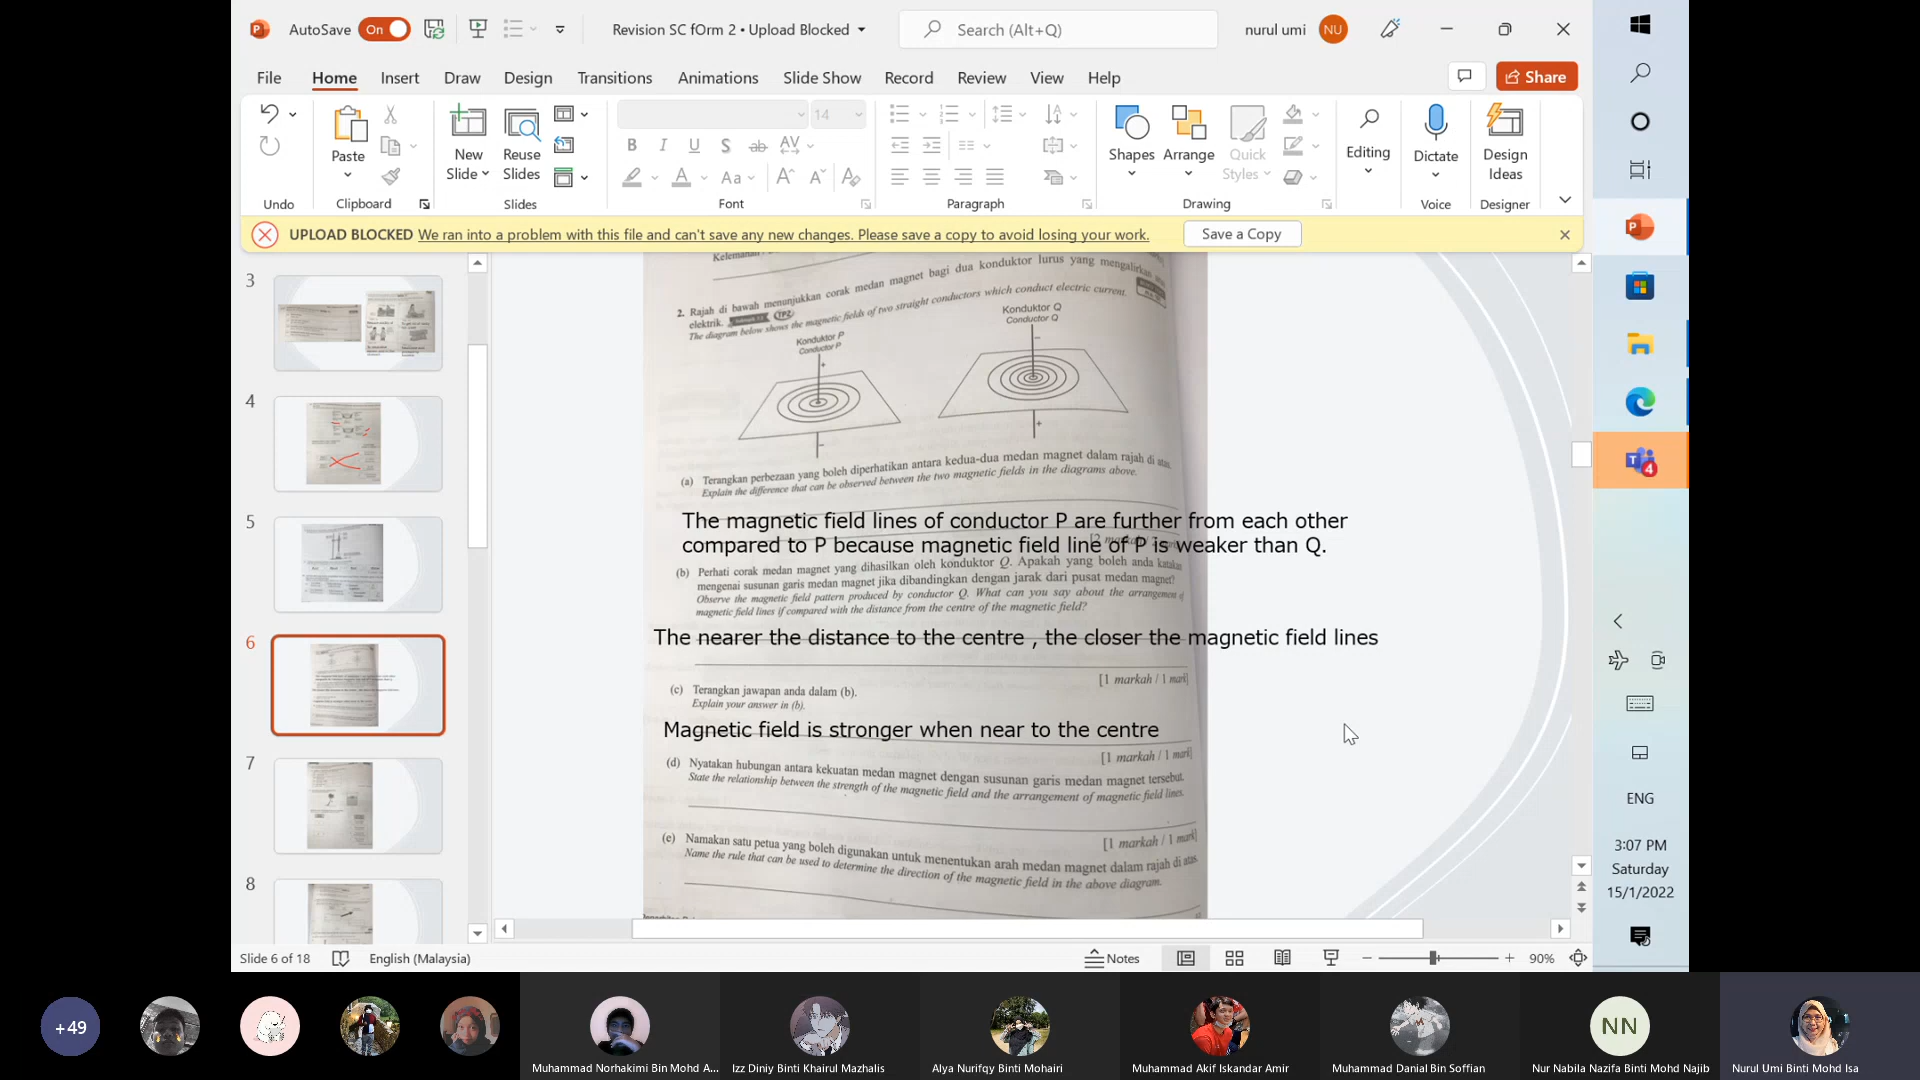 AutoSave On
Revision SC fOrm 2 • Upload Blocked
Search (Alt+Q)
nurul umi NU
File Home Insert Draw Design Transitions Animations Slide Show Record Review View Help
Share
Paste
New Slide
Reuse Slides
14
B I U S ab AV
A Aa A A A
Shapes Arrange Quick Styles
Editing
Dictate
Design Ideas
Undo Clipboard Slides Font Paragraph Drawing Voice Designer
UPLOAD BLOCKED We ran into a problem with this file and can't save any new changes. Please save a copy to avoid losing your work.
Save a Copy
3
4
5
6
7
8
2. Rajah di bawah menunjukkan corak medan magnet bagi dua konduktor lurus yang mengalirkan
elektrik. TP2
The diagram below shows the magnetic fields of two straight conductors which conduct electric current.
Konduktor P
Conductor P
+
-
Konduktor Q
Conductor Q
-
+
(a) Terangkan perbezaan yang boleh diperhatikan antara kedua-dua medan magnet dalam rajah di atas.
Explain the difference that can be observed between the two magnetic fields in the diagrams above.
The magnetic field lines of conductor P are further from each other
compared to P because magnetic field line of P is weaker than Q.
(b) Perhati corak medan magnet yang dihasilkan oleh konduktor Q. Apakah yang boleh anda katakan
mengenai susunan garis medan magnet jika dibandingkan dengan jarak dari pusat medan magnet?
Observe the magnetic field pattern produced by conductor Q. What can you say about the arrangement of
magnetic field lines if compared with the distance from the centre of the magnetic field?
The nearer the distance to the centre , the closer the magnetic field lines
[1 markah / 1 mark]
(c) Terangkan jawapan anda dalam (b).
Explain your answer in (b).
Magnetic field is stronger when near to the centre
[1 markah / 1 mark]
(d) Nyatakan hubungan antara kekuatan medan magnet dengan susunan garis medan magnet tersebut.
State the relationship between the strength of the magnetic field and the arrangement of magnetic field lines.
[1 markah / 1 mark]
(e) Namakan satu petua yang boleh digunakan untuk menentukan arah medan magnet dalam rajah di atas.
Name the rule that can be used to determine the direction of the magnetic field in the above diagram.
4
ENG
3:07 PM
Saturday
15/1/2022
Slide 6 of 18
English (Malaysia)
Notes
90%
+49
NN
Muhammad Norhakimi Bin Mohd A...
Izz Diniy Binti Khairul Mazhalis
Alya Nurifqy Binti Mohairi
Muhammad Akif Iskandar Amir
Muhammad Danial Bin Soffian
Nur Nabila Nazifa Binti Mohd Najib
Nurul Umi Binti Mohd Isa